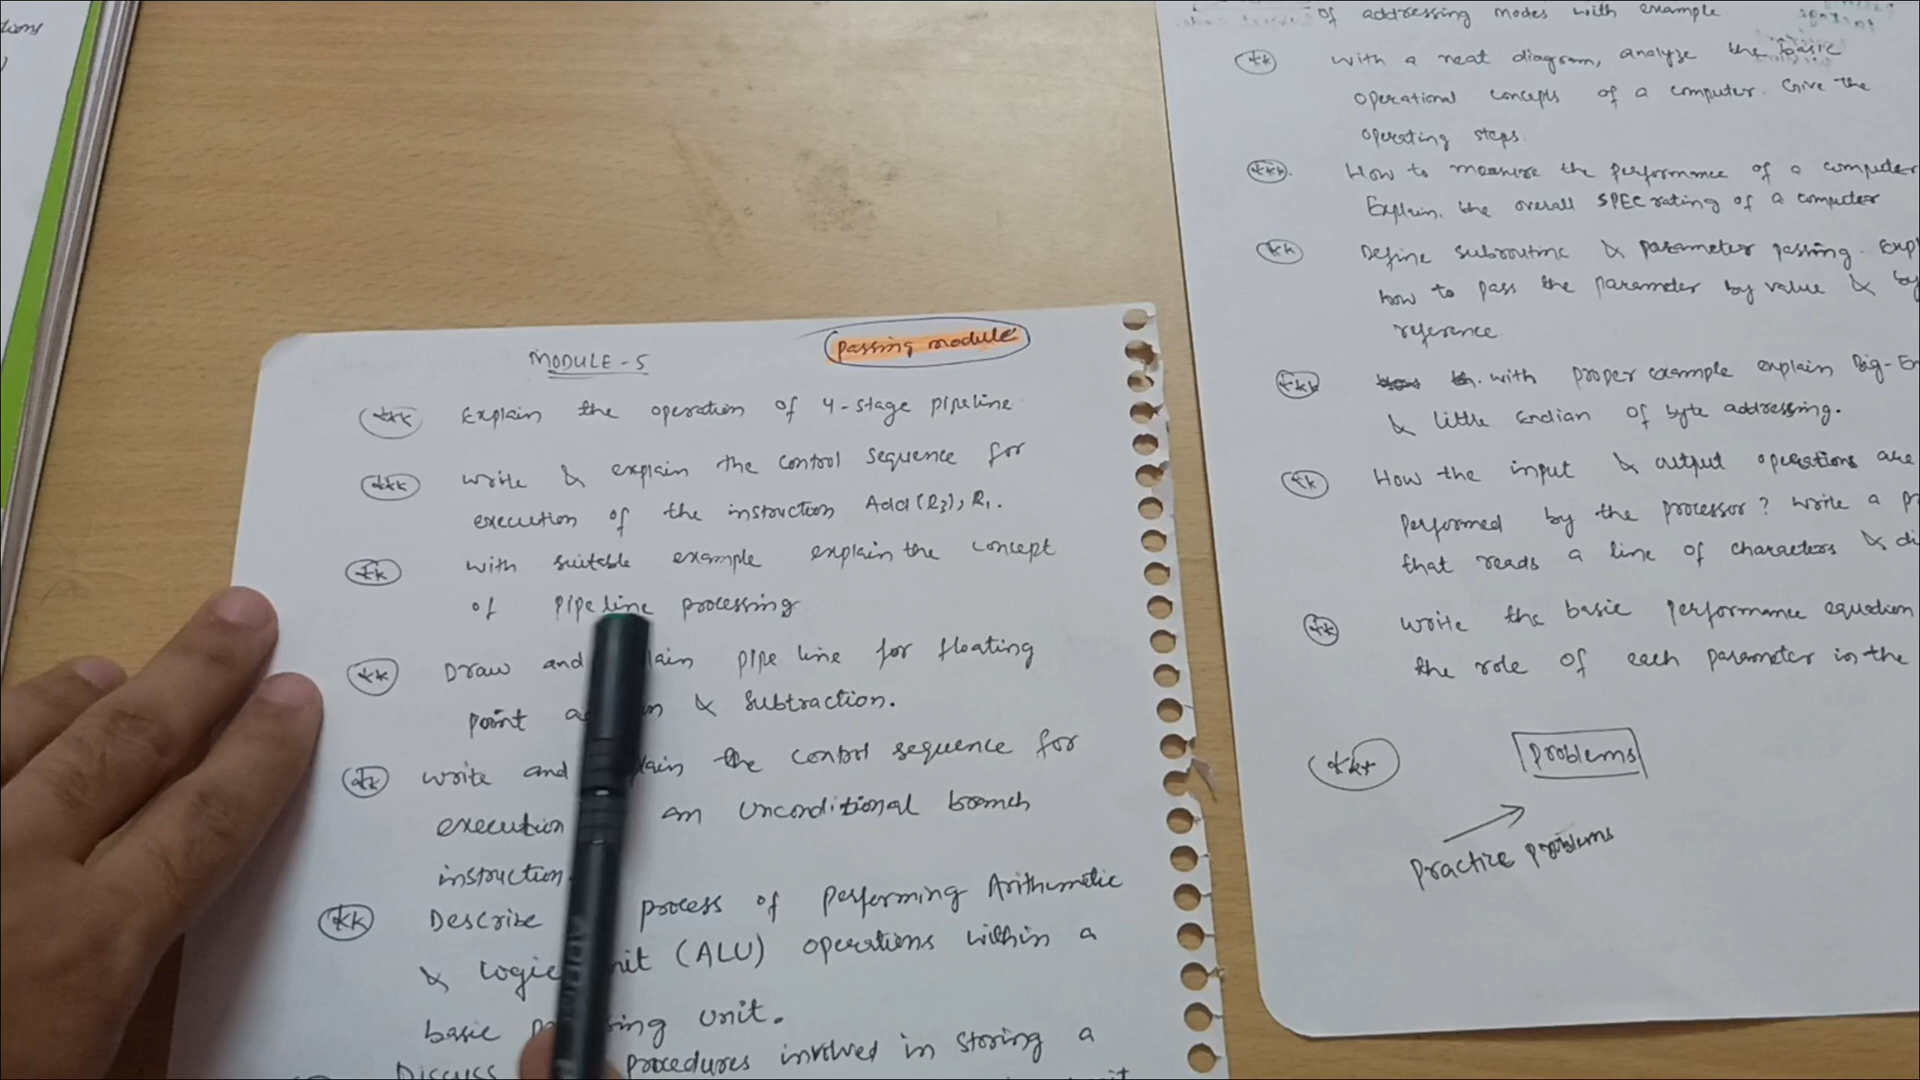 MODULE-5
passing module
Explain the operation of 4-stage pipeline
write & explain the control sequence for
execution of the instruction Add (R3), R1.
with suitable example explain the concept
of pipeline processing
Draw and pipe line for floating
point & subtraction.
write and the control sequence for
execution an unconditional branch
instruction.
Describe process of performing Arithmetic
& Logic (ALU) operations within a
basic unit.
Discuss procedures involved in storing a
of addressing modes with example
with a neat diagram, analyze the basic
operational concepts of a computer. Give the
operating steps.
How to measure the performance of a computer
Explain, the overall SPEC rating of a computer
Define subroutine & parameter passing.
how to pass the parameter by value & by
reference
with proper example explain Big-En
& little Endian of byte addressing.
How the input & output operations are
performed by the processor? write a
that reads a line of characters &
write the basic performance equation
the role of each parameter in the
Problems
Practice problems